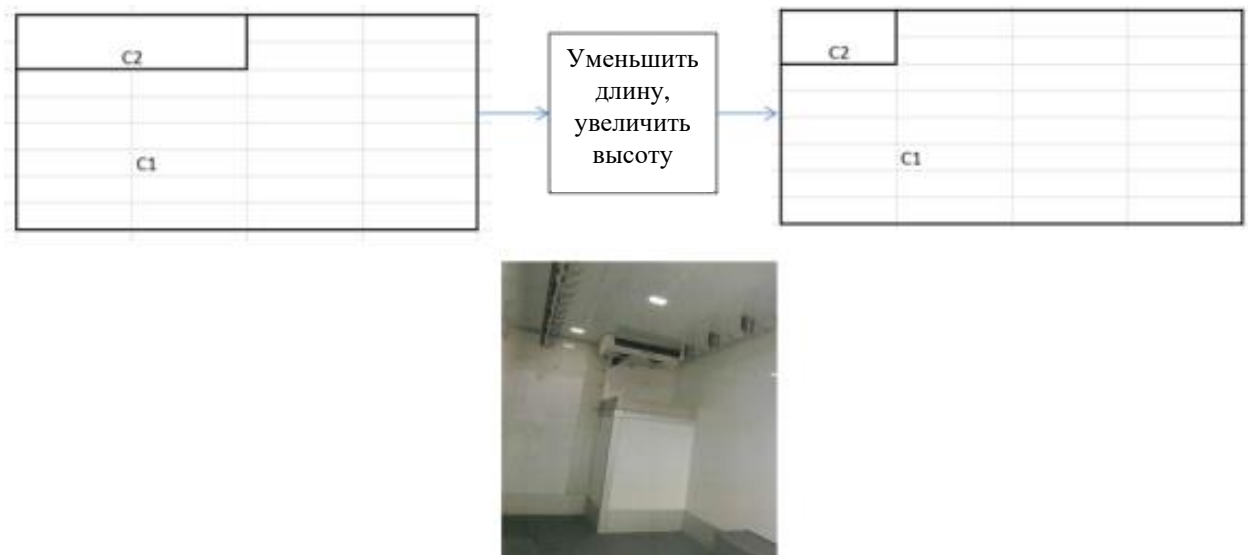 C2
C1
Уменьшить
длину,
увеличить
высоту
C2
C1